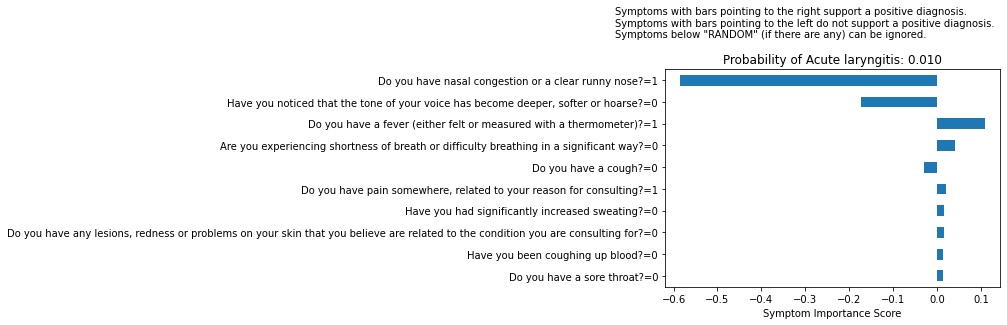 Symptoms with bars pointing to the right support a positive diagnosis.
Symptoms with bars pointing to the left do not support a positive diagnosis.
Symptoms below "RANDOM" (if there are any) can be ignored.
Probability of Acute laryngitis: 0.010
Do you have nasal congestion or a clear runny nose?=1
Have you noticed that the tone of your voice has become deeper, softer or hoarse?=0
Do you have a fever (either felt or measured with a thermometer)?=1
Are you experiencing shortness of breath or difficulty breathing in a significant way?=0
Do you have a cough?=0
Do you have pain somewhere, related to your reason for consulting?=1
Have you had significantly increased sweating?=0
Do you have any lesions, redness or problems on your skin that you believe are related to the condition you are consulting for?=0
Have you been coughing up blood?=0
Do you have a sore throat?=0
−0.6 −0.5 −0.4 −0.3 −0.2 −0.1 0.0 0.1
Symptom Importance Score